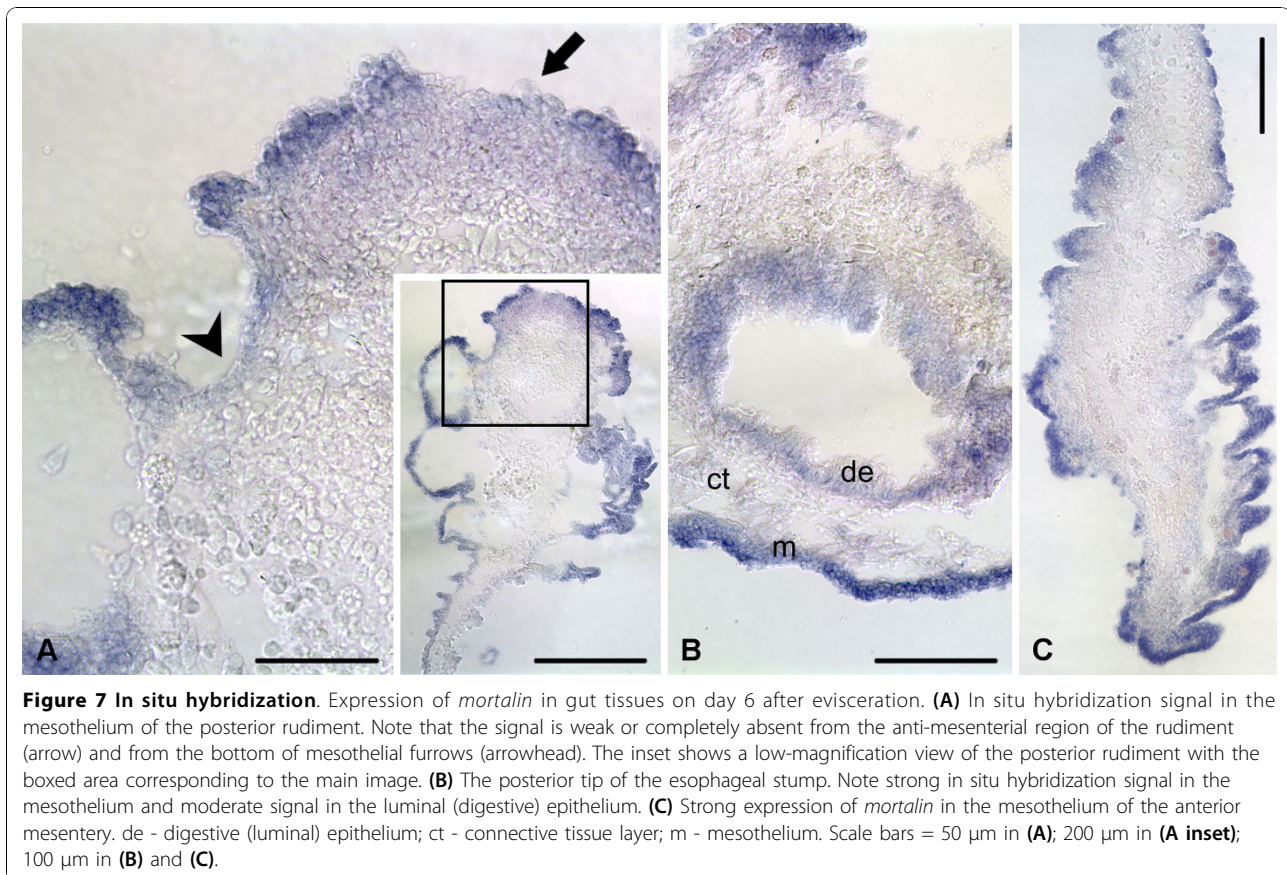 A
B
ct
de
m
C
Figure 7 In situ hybridization. Expression of mortalin in gut tissues on day 6 after evisceration. (A) In situ hybridization signal in the
mesothelium of the posterior rudiment. Note that the signal is weak or completely absent from the anti-mesenterial region of the rudiment
(arrow) and from the bottom of mesothelial furrows (arrowhead). The inset shows a low-magnification view of the posterior rudiment with the
boxed area corresponding to the main image. (B) The posterior tip of the esophageal stump. Note strong in situ hybridization signal in the
mesothelium and moderate signal in the luminal (digestive) epithelium. (C) Strong expression of mortalin in the mesothelium of the anterior
mesentery. de - digestive (luminal) epithelium; ct - connective tissue layer; m - mesothelium. Scale bars = 50 μm in (A); 200 μm in (A inset);
100 μm in (B) and (C).